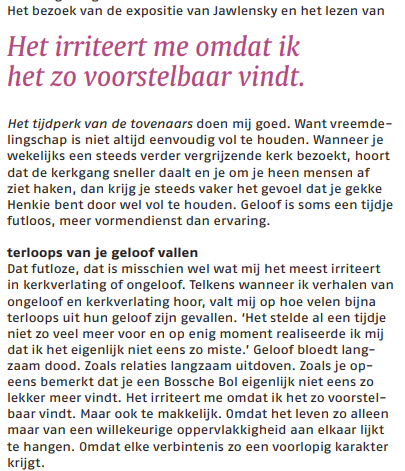 Het bezoek van de expositie van Jawlensky en het lezen van
Het irriteert me omdat ik
het zo voorstelbaar vindt.
Het tijdperk van de tovenaars doen mij goed. Want vreemde-
lingschap is niet altijd eenvoudig vol te houden. Wanneer je
wekelijks een steeds verder vergrijzende kerk bezoekt, hoort
dat de kerkgang sneller daalt en je om je heen mensen af
ziet haken, dan krijg je steeds vaker het gevoel dat je gekke
Henkie bent door wel vol te houden. Geloof is soms een tijdje
futloos, meer vormendienst dan ervaring.
terloops van je geloof vallen
Dat futloze, dat is misschien wel wat mij het meest irriteert
in kerkverlating of ongeloof. Telkens wanneer ik verhalen van
ongeloof en kerkverlating hoor, valt mij op hoe velen bijna
terloops uit hun geloof zijn gevallen. ‘Het stelde al een tijdje
niet zo veel meer voor en op enig moment realiseerde ik mij
dat ik het eigenlijk niet eens zo miste.’ Geloof bloedt lang-
zaam dood. Zoals relaties langzaam uitdoven. Zoals je op-
eens bemerkt dat je een Bossche Bol eigenlijk niet eens zo
lekker meer vindt. Het irriteert me omdat ik het zo voorstel-
baar vindt. Maar ook te makkelijk. Omdat het leven zo alleen
maar van een willekeurige oppervlakkigheid aan elkaar lijkt
te hangen. Omdat elke verbintenis zo een voorlopig karakter
krijgt.